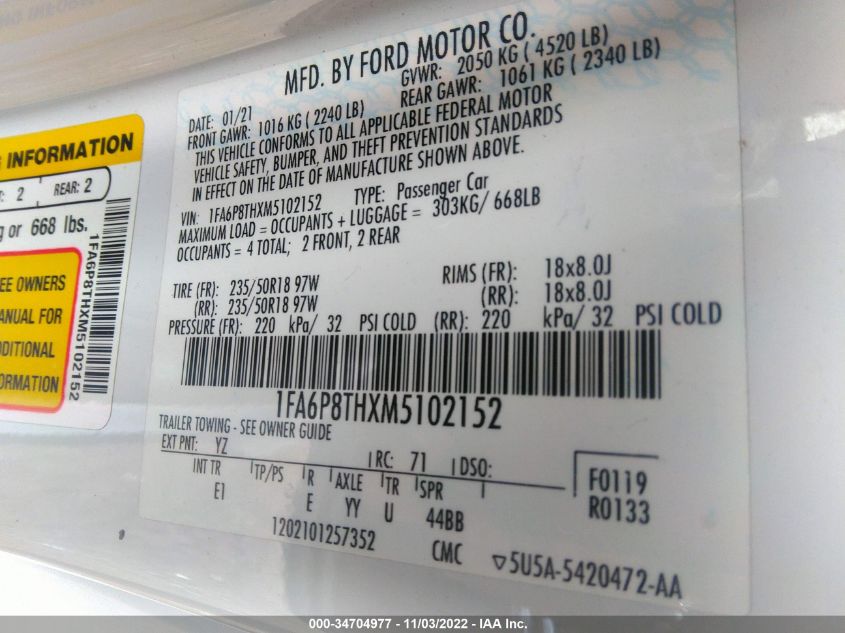 MFD. BY FORD MOTOR CO.
DATE: 01/21 GVWR: 2050 KG ( 4520 LB)
FRONT GAWR: 1016 KG ( 2240 LB) REAR GAWR: 1061 KG ( 2340 LB)
THIS VEHICLE CONFORMS TO ALL APPLICABLE FEDERAL MOTOR
VEHICLE SAFETY, BUMPER, AND THEFT PREVENTION STANDARDS
IN EFFECT ON THE DATE OF MANUFACTURE SHOWN ABOVE.
VIN: 1FA6P8THXM5102152 TYPE: Passenger Car
MAXIMUM LOAD = OCCUPANTS + LUGGAGE = 303KG/ 668LB
OCCUPANTS = 4 TOTAL; 2 FRONT, 2 REAR
TIRE (FR): 235/50R18 97W RIMS (FR): 18x8.0J
(RR): 235/50R18 97W (RR): 18x8.0J
PRESSURE (FR): 220 kPa/ 32 PSI COLD (RR): 220 kPa/ 32 PSI COLD
1FA6P8THXM5102152
TRAILER TOWING - SEE OWNER GUIDE
EXT PNT: YZ RC: 71 DSO:
INT TR TP/PS R AXLE TR SPR F0119
E1 E YY U 44BB R0133
1202101257352 CMC ▽5U5A-5420472-AA
INFORMATION
: 2 REAR: 2
or 668 lbs.
OWNERS
FOR
1FA6P8THXM5102152
000-34704977 - 11/03/2022 - IAA Inc.